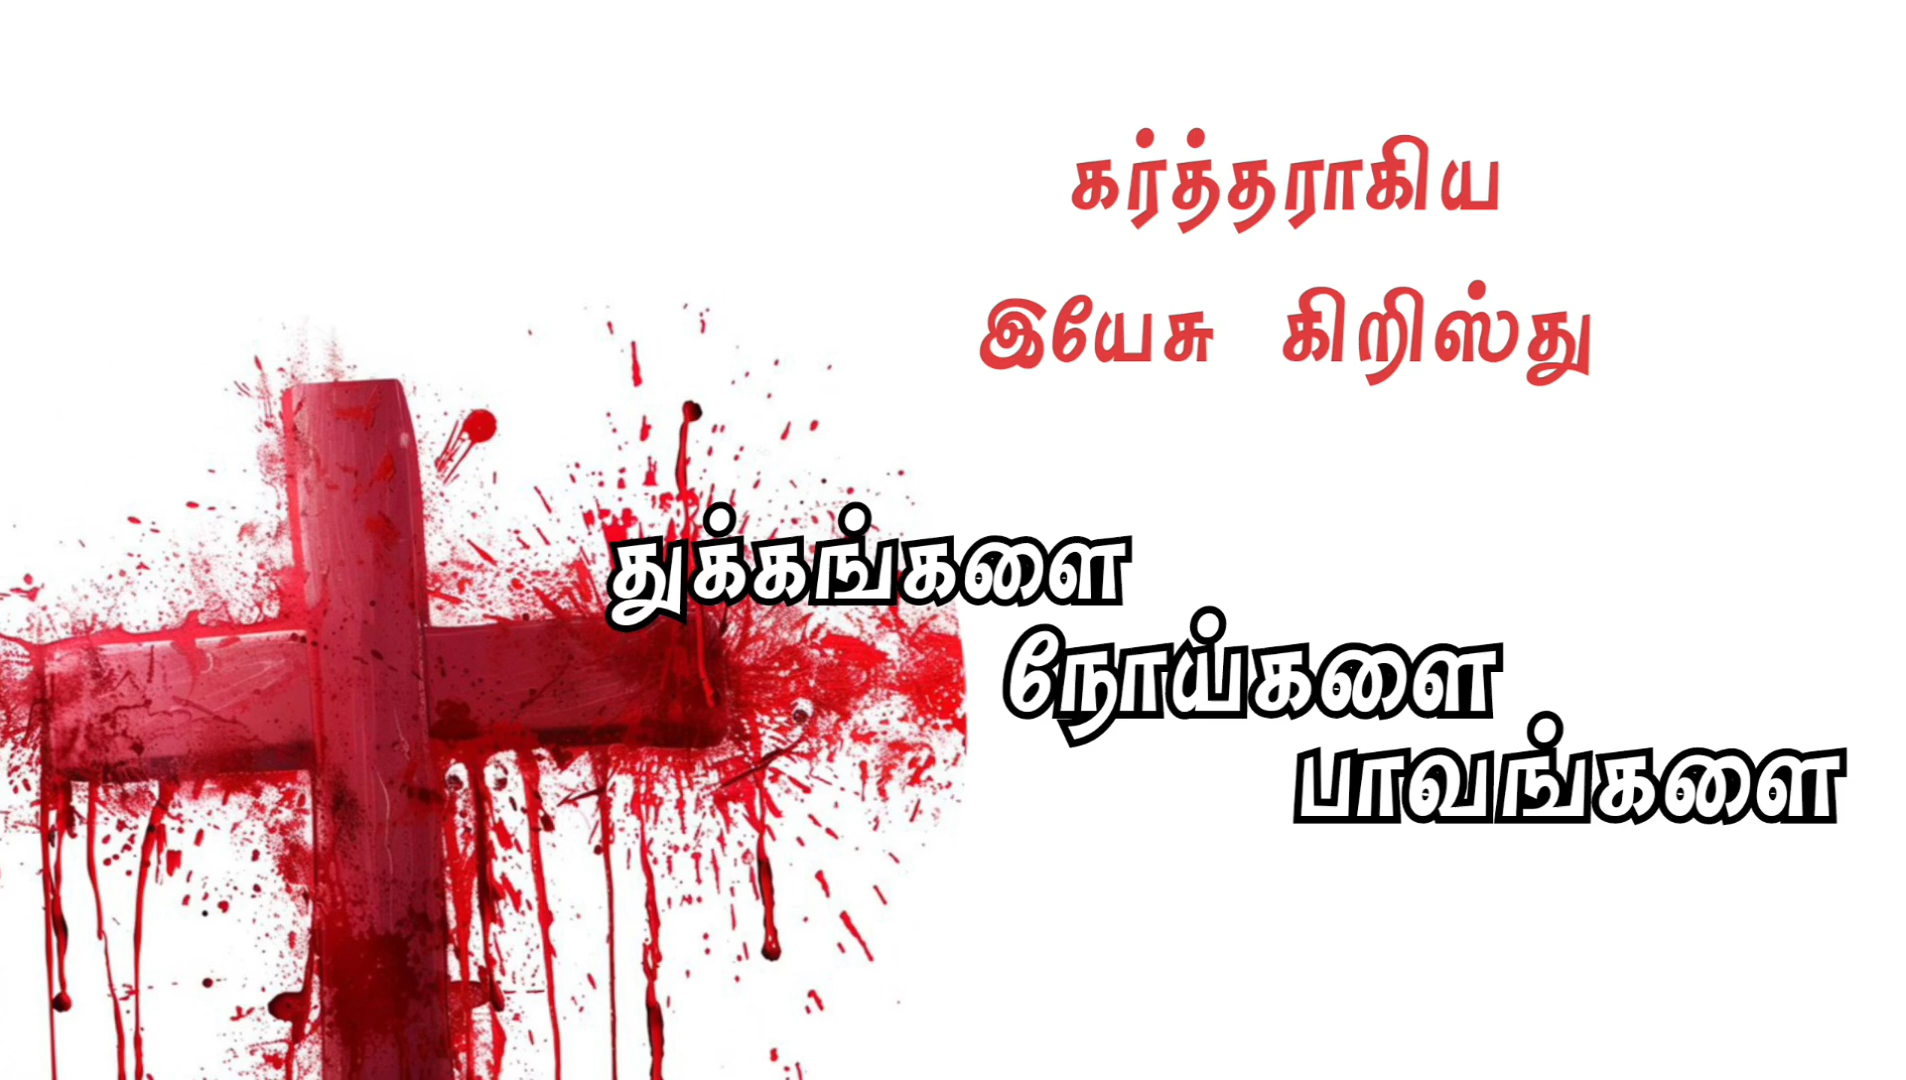 கர்த்தராகிய
இயேசு கிறிஸ்து
துக்கங்களை
நோய்களை
பாவங்களை